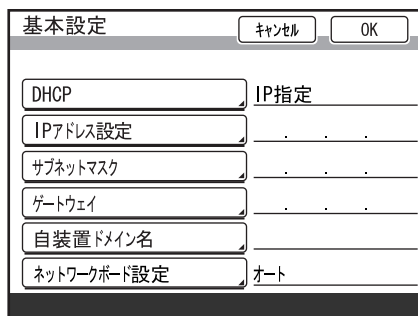 基本設定 キャンセル OK
DHCP IP指定
IPアドレス設定 . . .
サブネットマスク . . .
ゲートウェイ . . .
自装置ドメイン名
ネットワークボード設定 オート